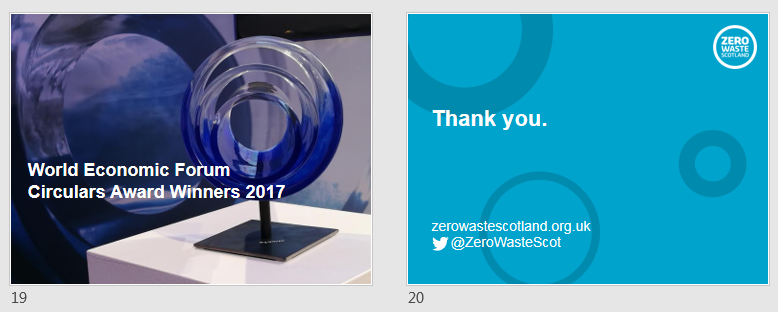 World Economic Forum
Circulars Award Winners 2017
19
ZERO
WASTE
SCOTLAND
Thank you.
zerowastescotland.org.uk
@ZeroWasteScot
20